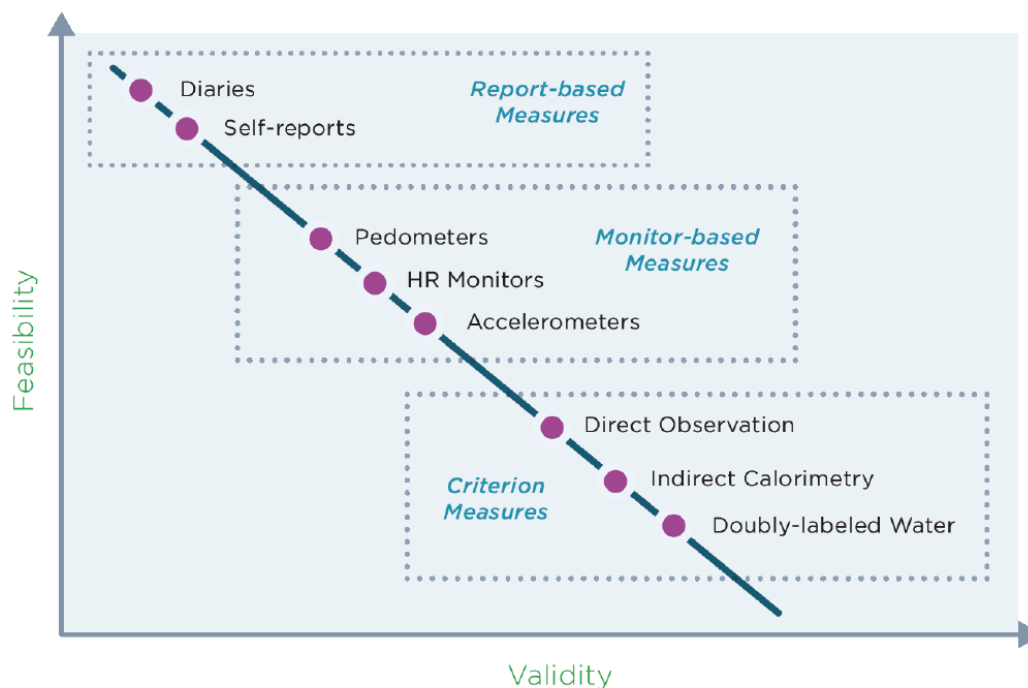 Diaries
Report-based
Measures
Self-reports
Pedometers
Monitor-based
Measures
HR Monitors
Accelerometers
Feasibility
Direct Observation
Criterion
Measures
Indirect Calorimetry
Doubly-labeled Water
Validity